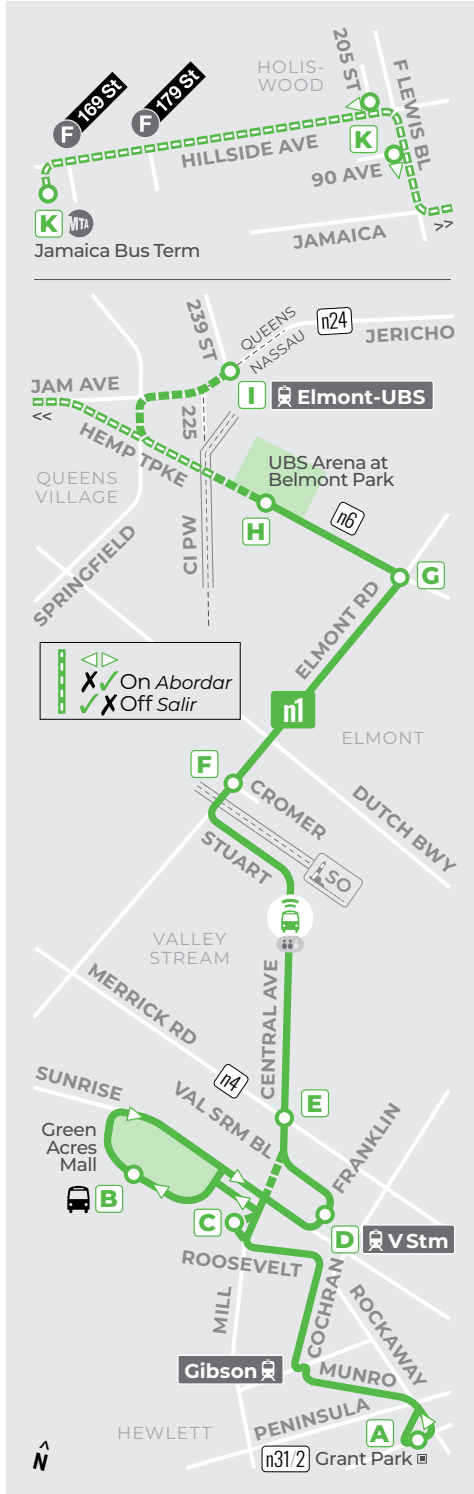 HOLIS-
WOOD
205 ST
F LEWIS BL
F 169 St
F 179 St
HILLSIDE AVE
K
90 AVE
K MTA
Jamaica Bus Term
JAMAICA
>>
239 ST
QUEENS
NASSAU
n24
JERICHO
JAM AVE
<<
I Elmont-UBS
225
HEMP TPKE
QUEENS
VILLAGE
UBS Arena at
Belmont Park
CI PW
H
n6
G
SPRINGFIELD
ELMONT RD
✗✓On Abordar
✓✗Off Salir
n1
ELMONT
F
CROMER
DUTCH BWY
STUART
SO
VALLEY
STREAM
MERRICK RD
CENTRAL AVE
n4
SUNRISE
VAL SRM BL
E
FRANKLIN
Green
Acres
Mall
B
C
D V Stm
ROOSEVELT
MILL
COCHRAN
ROCKAWAY
Gibson
MUNRO
PENINSULA
A
HEWLETT
n31/2 Grant Park
N